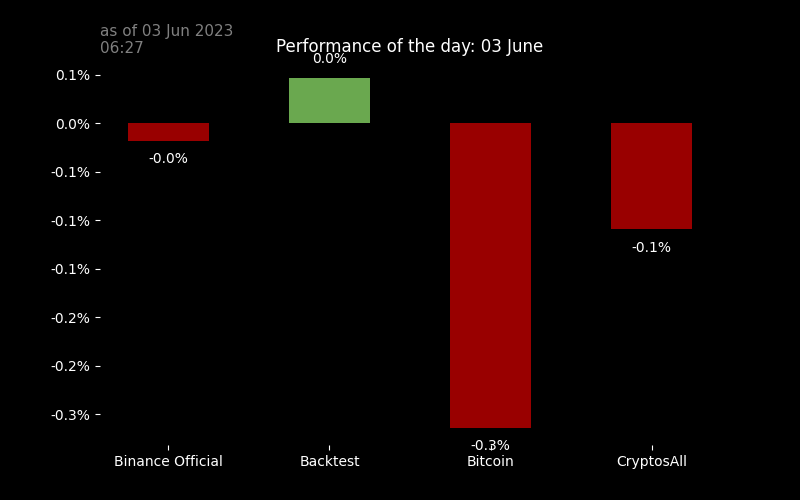 as of 03 Jun 2023
06:27
Performance of the day: 03 June
0.0%
0.1%
0.0%
-0.0%
-0.1%
-0.1%
-0.1%
-0.1%
-0.2%
-0.2%
-0.3%
-0.3%
Binance Official
Backtest
Bitcoin
CryptosAll